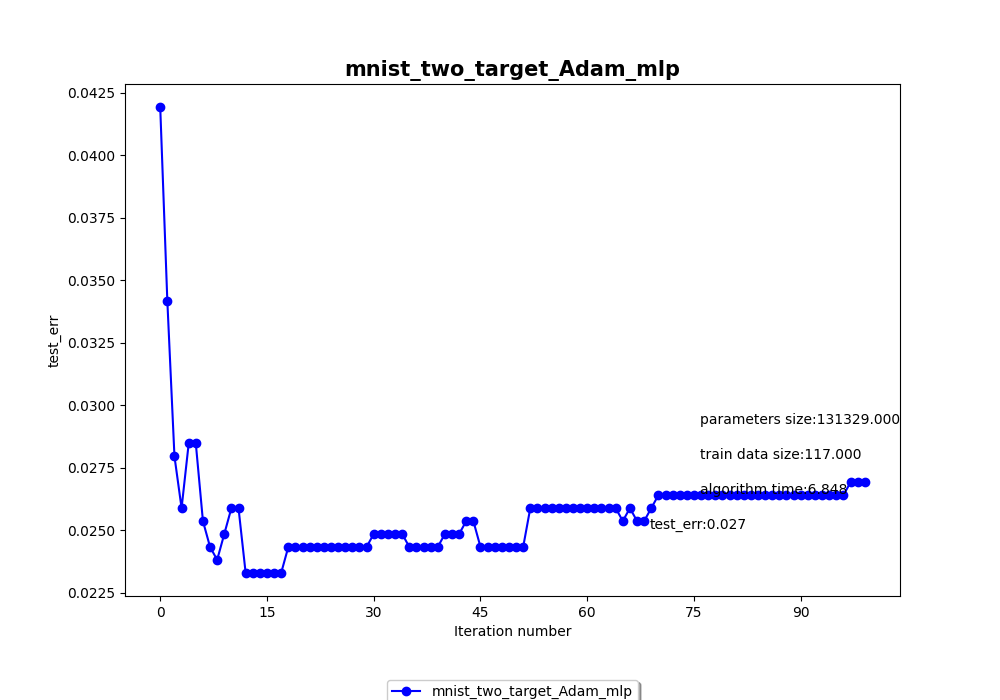 mnist_two_target_Adam_mlp
0.0425
0.0400
0.0375
0.0350
0.0325
0.0300
0.0275
0.0250
0.0225
test_err
parameters size:131329.000
train data size:117.000
algorithm time:6.848
test_err:0.027
0 15 30 45 60 75 90
Iteration number
mnist_two_target_Adam_mlp